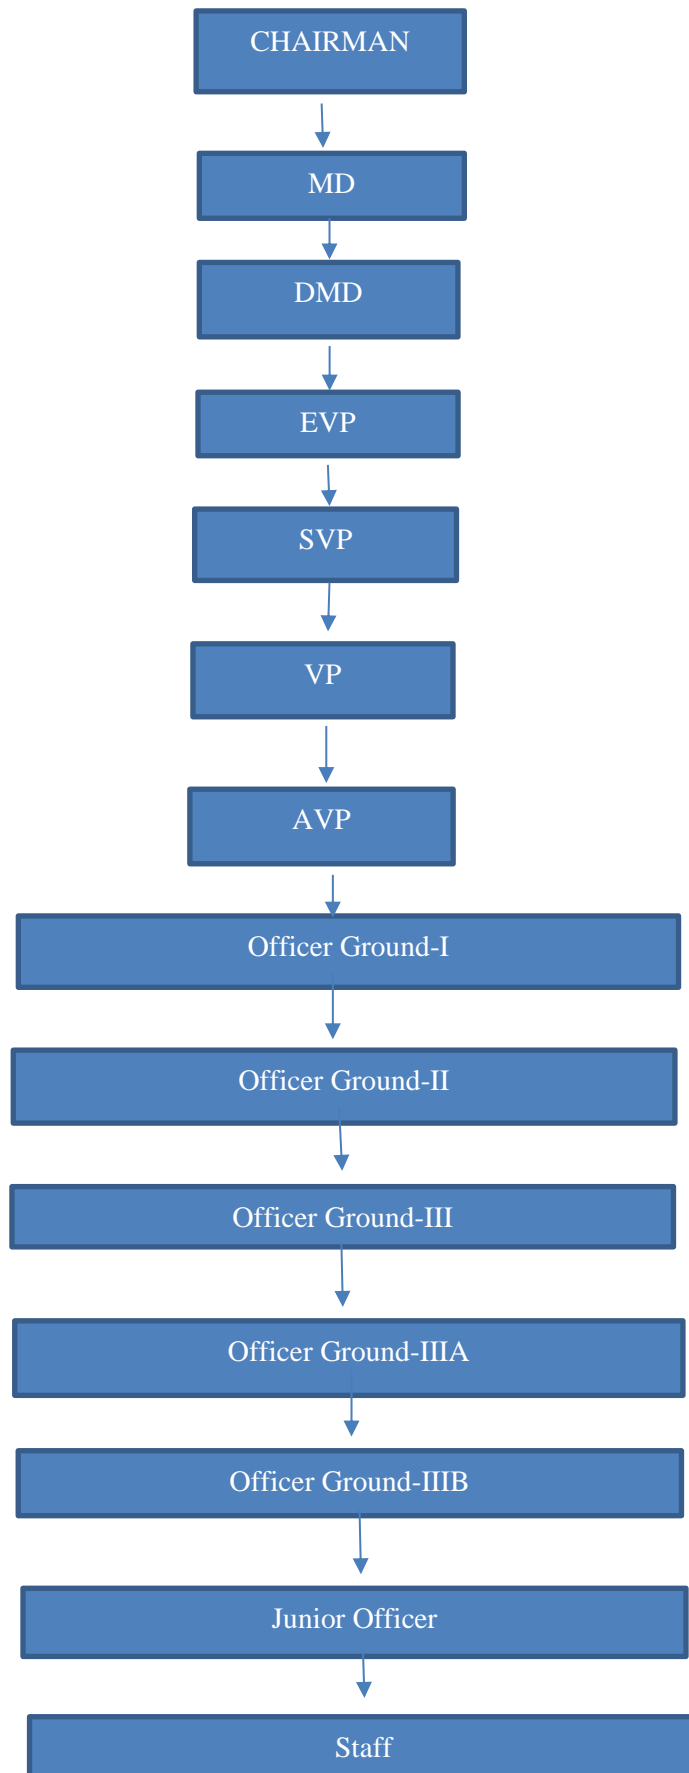 CHAIRMAN
MD
DMD
EVP
SVP
VP
AVP
Officer Ground-I
Officer Ground-II
Officer Ground-III
Officer Ground-IIIA
Officer Ground-IIIB
Junior Officer
Staff